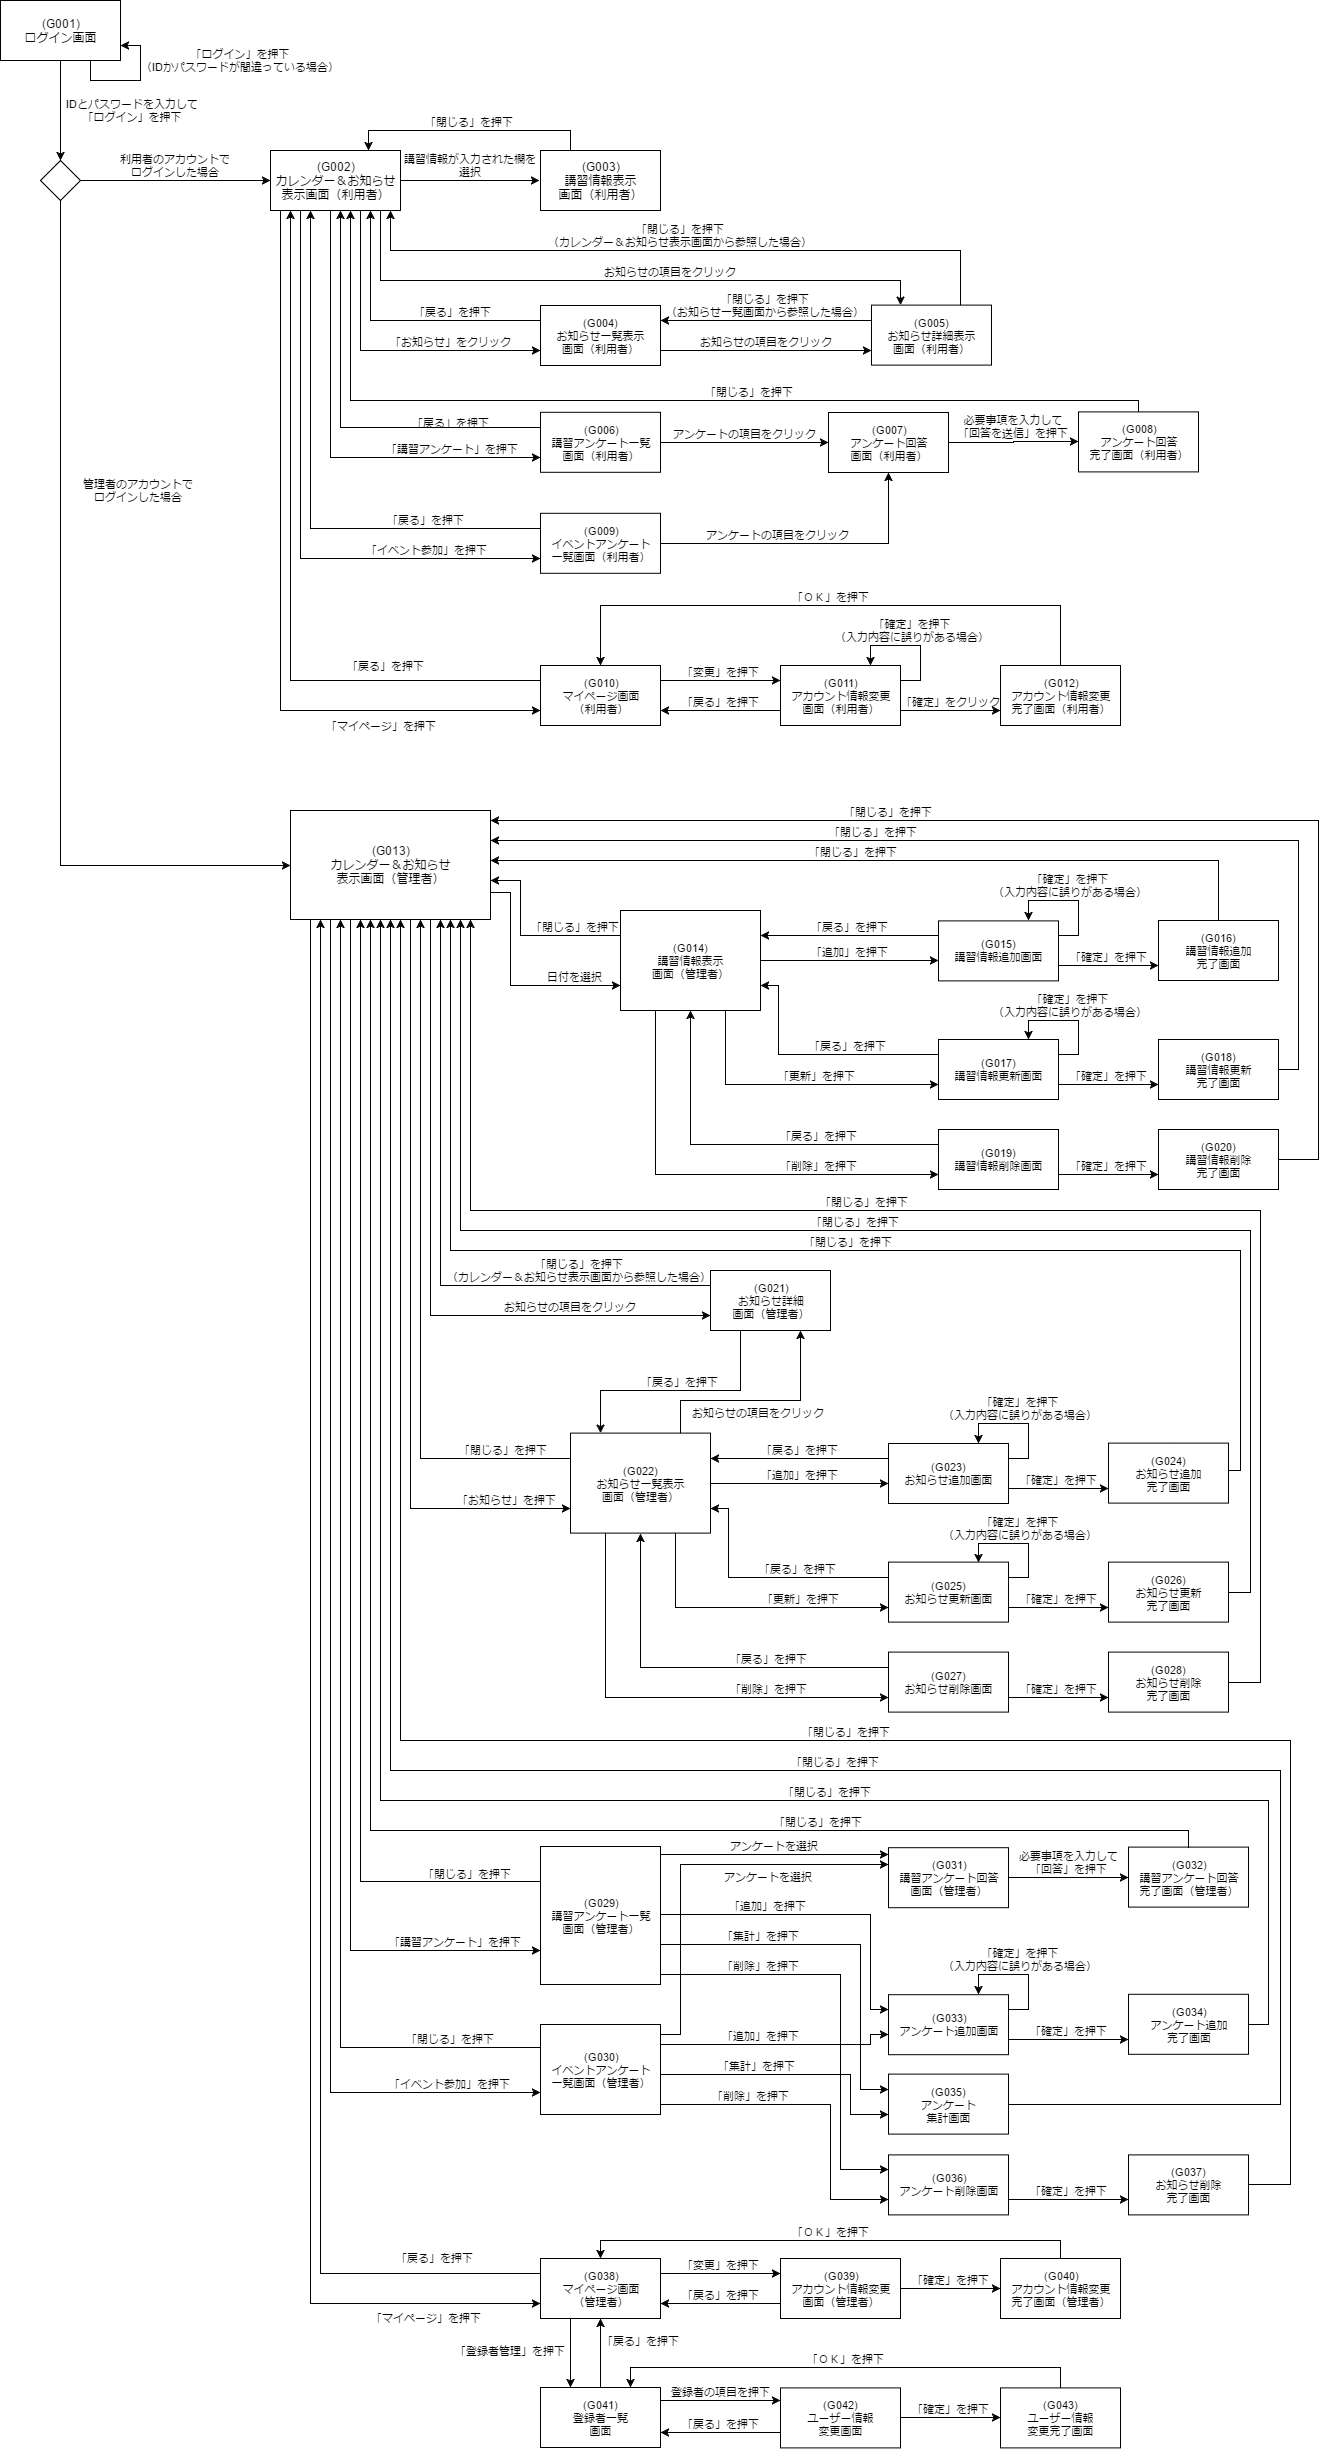 (G001)
ログイン画面
「ログイン」を押下
（IDかパスワードが間違っている場合）
IDとパスワードを入力して
「ログイン」を押下
利用者のアカウントで
ログインした場合
(G002)
カレンダー＆お知らせ
表示画面（利用者）
「閉じる」を押下
講習情報が入力された欄を
選択
(G003)
講習情報表示
画面（利用者）
「閉じる」を押下
（カレンダー＆お知らせ表示画面から参照した場合）
お知らせの項目をクリック
「戻る」を押下
「お知らせ」をクリック
(G004)
お知らせ一覧表示
画面（利用者）
「閉じる」を押下
（お知らせ一覧画面から参照した場合）
お知らせの項目をクリック
(G005)
お知らせ詳細表示
画面（利用者）
「閉じる」を押下
「戻る」を押下
「講習アンケート」を押下
(G006)
講習アンケート一覧
画面（利用者）
アンケートの項目をクリック
(G007)
アンケート回答
画面（利用者）
必要事項を入力して
「回答を送信」を押下
(G008)
アンケート回答
完了画面（利用者）
管理者のアカウントで
ログインした場合
「戻る」を押下
「イベント参加」を押下
(G009)
イベントアンケート
一覧画面（利用者）
アンケートの項目をクリック
「ＯＫ」を押下
「確定」を押下
（入力内容に誤りがある場合）
「戻る」を押下
「マイページ」を押下
(G010)
マイページ画面
（利用者）
「変更」を押下
「戻る」を押下
(G011)
アカウント情報変更
画面（利用者）
「確定」をクリック
(G012)
アカウント情報変更
完了画面（利用者）
(G013)
カレンダー＆お知らせ
表示画面（管理者）
「閉じる」を押下
「閉じる」を押下
「閉じる」を押下
「閉じる」を押下
日付を選択
(G014)
講習情報表示
画面（管理者）
「戻る」を押下
「追加」を押下
「確定」を押下
（入力内容に誤りがある場合）
(G015)
講習情報追加画面
「確定」を押下
(G016)
講習情報追加
完了画面
「戻る」を押下
「更新」を押下
「確定」を押下
（入力内容に誤りがある場合）
(G017)
講習情報更新画面
「確定」を押下
(G018)
講習情報更新
完了画面
「戻る」を押下
「削除」を押下
(G019)
講習情報削除画面
「確定」を押下
(G020)
講習情報削除
完了画面
「閉じる」を押下
「閉じる」を押下
「閉じる」を押下
「閉じる」を押下
（カレンダー＆お知らせ表示画面から参照した場合）
お知らせの項目をクリック
(G021)
お知らせ詳細
画面（管理者）
「戻る」を押下
お知らせの項目をクリック
「閉じる」を押下
「お知らせ」を押下
(G022)
お知らせ一覧表示
画面（管理者）
「戻る」を押下
「追加」を押下
「確定」を押下
（入力内容に誤りがある場合）
(G023)
お知らせ追加画面
「確定」を押下
(G024)
お知らせ追加
完了画面
「戻る」を押下
「更新」を押下
「確定」を押下
（入力内容に誤りがある場合）
(G025)
お知らせ更新画面
「確定」を押下
(G026)
お知らせ更新
完了画面
「戻る」を押下
「削除」を押下
(G027)
お知らせ削除画面
「確定」を押下
(G028)
お知らせ削除
完了画面
「閉じる」を押下
「閉じる」を押下
「閉じる」を押下
「閉じる」を押下
「閉じる」を押下
「講習アンケート」を押下
(G029)
講習アンケート一覧
画面（管理者）
アンケートを選択
アンケートを選択
「追加」を押下
「集計」を押下
「削除」を押下
(G031)
講習アンケート回答
画面（管理者）
必要事項を入力して
「回答」を押下
(G032)
講習アンケート回答
完了画面（管理者）
「閉じる」を押下
「イベント参加」を押下
(G030)
イベントアンケート
一覧画面（管理者）
「追加」を押下
「集計」を押下
「削除」を押下
「確定」を押下
（入力内容に誤りがある場合）
(G033)
アンケート追加画面
「確定」を押下
(G034)
アンケート追加
完了画面
(G035)
アンケート
集計画面
(G036)
アンケート削除画面
「確定」を押下
(G037)
お知らせ削除
完了画面
「ＯＫ」を押下
「戻る」を押下
「マイページ」を押下
(G038)
マイページ画面
（管理者）
「変更」を押下
「戻る」を押下
(G039)
アカウント情報変更
画面（管理者）
「確定」を押下
(G040)
アカウント情報変更
完了画面（管理者）
「登録者管理」を押下
「戻る」を押下
「ＯＫ」を押下
(G041)
登録者一覧
画面
登録者の項目を押下
「戻る」を押下
(G042)
ユーザー情報
変更画面
「確定」を押下
(G043)
ユーザー情報
変更完了画面